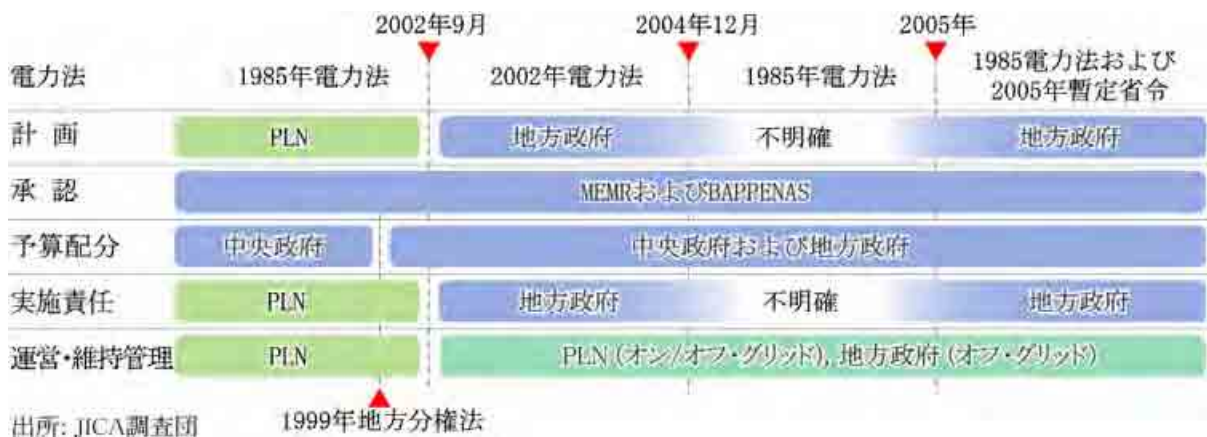 2002年9月 2004年12月 2005年
電力法 1985年電力法 2002年電力法 1985年電力法 1985電力法および
2005年暫定省令
計 画 PLN 地方政府 不明確 地方政府
承 認 MEMRおよびBAPPENAS
予算配分 中央政府 中央政府および地方政府
実施責任 PLN 地方政府 不明確 地方政府
運営・維持管理 PLN PLN (オン/オフ・グリッド), 地方政府 (オフ・グリッド)
1999年地方分権法
出所: JICA調査団